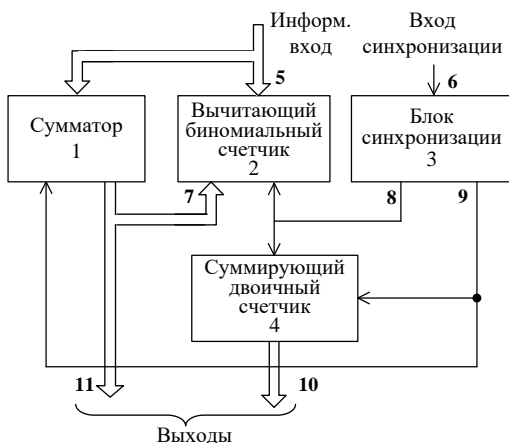 Информ.
вход
Вход
синхронизации
5
6
Сумматор
1
Вычитающий
биномиальный
счетчик
2
Блок
синхронизации
3
7
8
9
Суммирующий
двоичный
счетчик
4
11
10
Выходы